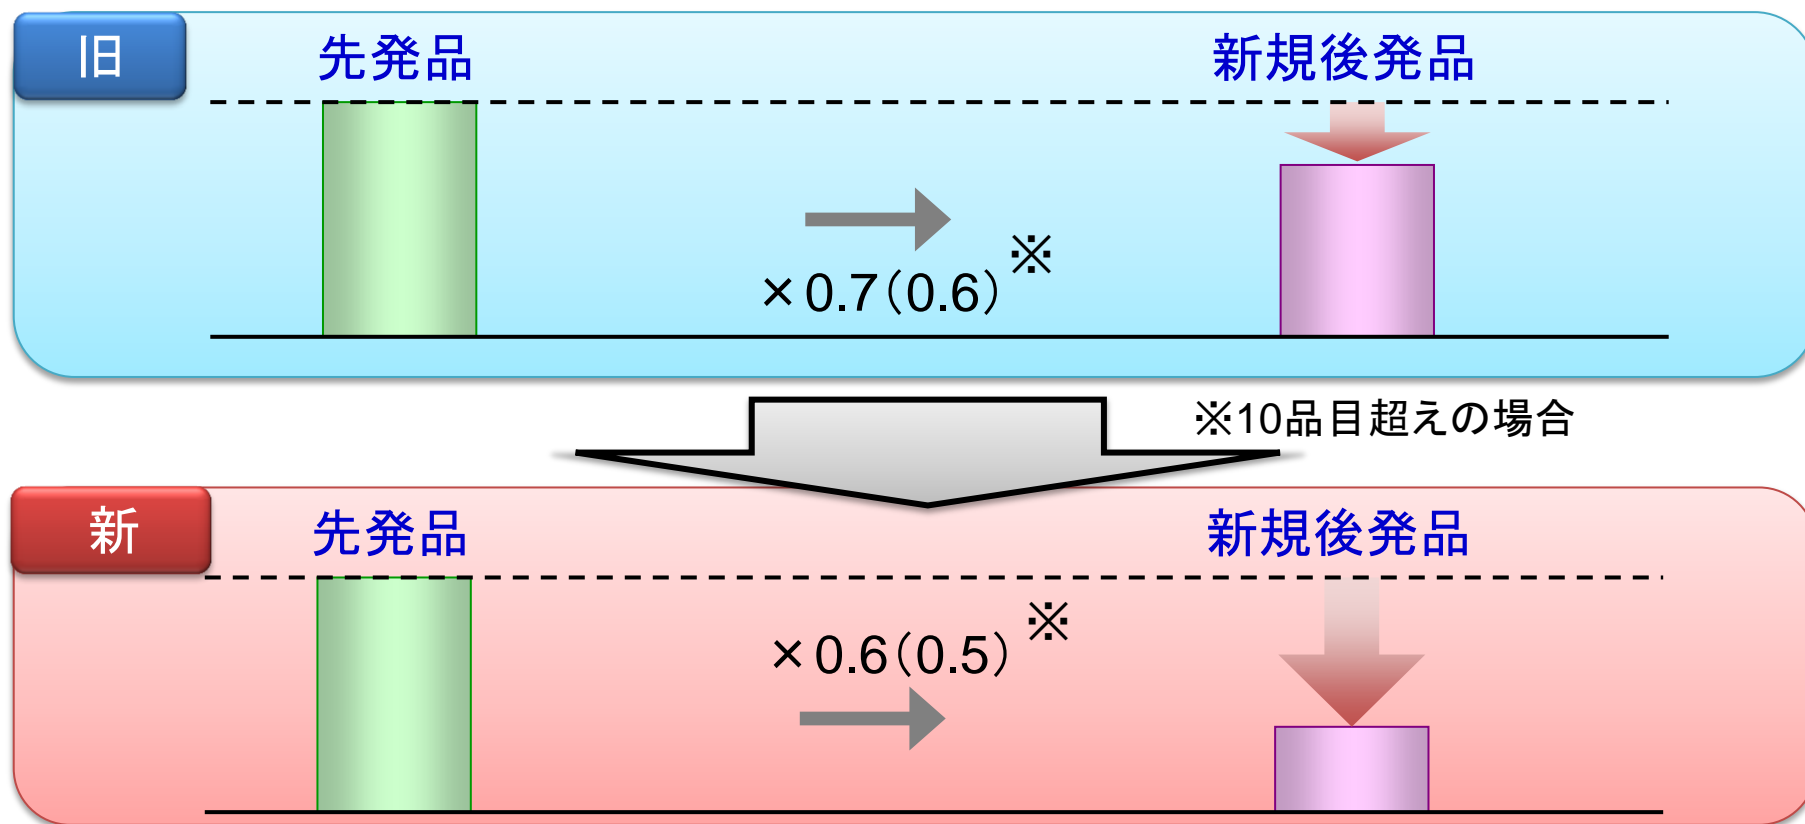 旧
先発品
新規後発品
×0.7(0.6)※
※10品目超えの場合
新
先発品
新規後発品
×0.6(0.5)※